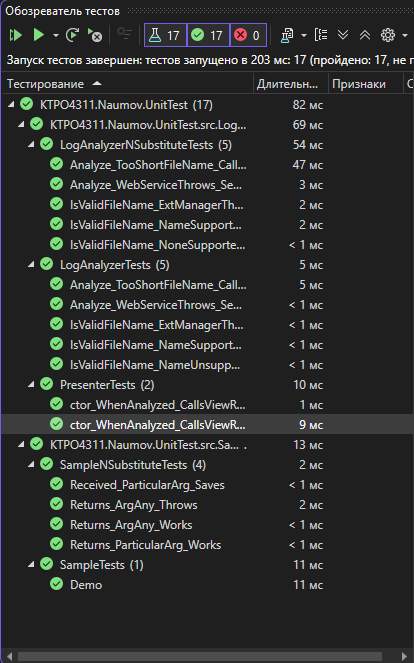 Обозреватель тестов
17 17 0
Запуск тестов завершен: тестов запущено в 203 мс: 17 (пройдено: 17, не п
Тестирование Длительн... Признаки С
КТРО4311.Naumov.UnitTest (17) 82 мс
КТРО4311.Naumov.UnitTest.src.Log... 69 мс
LogAnalyzerNSubstituteTests (5) 54 мс
Analyze_TooShortFileName_Call... 47 мс
Analyze_WebServiceThrows_Se... 3 мс
IsValidFileName_ExtManagerTh... 2 мс
IsValidFileName_NameSupport... 2 мс
IsValidFileName_NoneSupporte... < 1 мс
LogAnalyzerTests (5) 5 мс
Analyze_TooShortFileName_Call... 5 мс
Analyze_WebServiceThrows_Se... < 1 мс
IsValidFileName_ExtManagerTh... < 1 мс
IsValidFileName_NameSupport... < 1 мс
IsValidFileName_NameUnsupp... < 1 мс
PresenterTests (2) 10 мс
ctor_WhenAnalyzed_CallsViewR... 1 мс
ctor_WhenAnalyzed_CallsViewR... 9 мс
КТРО4311.Naumov.UnitTest.src.Sa... . 13 мс
SampleNSubstituteTests (4) 2 мс
Received_ParticularArg_Saves < 1 мс
Returns_ArgAny_Throws 2 мс
Returns_ArgAny_Works < 1 мс
Returns_ParticularArg_Works < 1 мс
SampleTests (1) 11 мс
Demo 11 мс